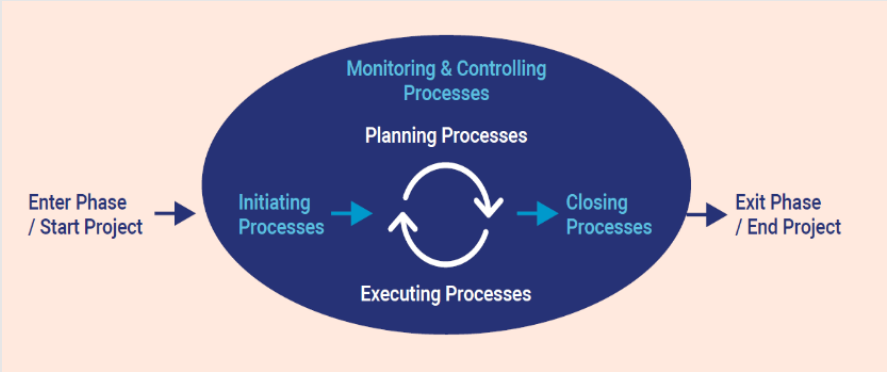 Monitoring & Controlling
Processes
Planning Processes
Enter Phase
/ Start Project
Initiating
Processes
Closing
Processes
Exit Phase
/ End Project
Executing Processes